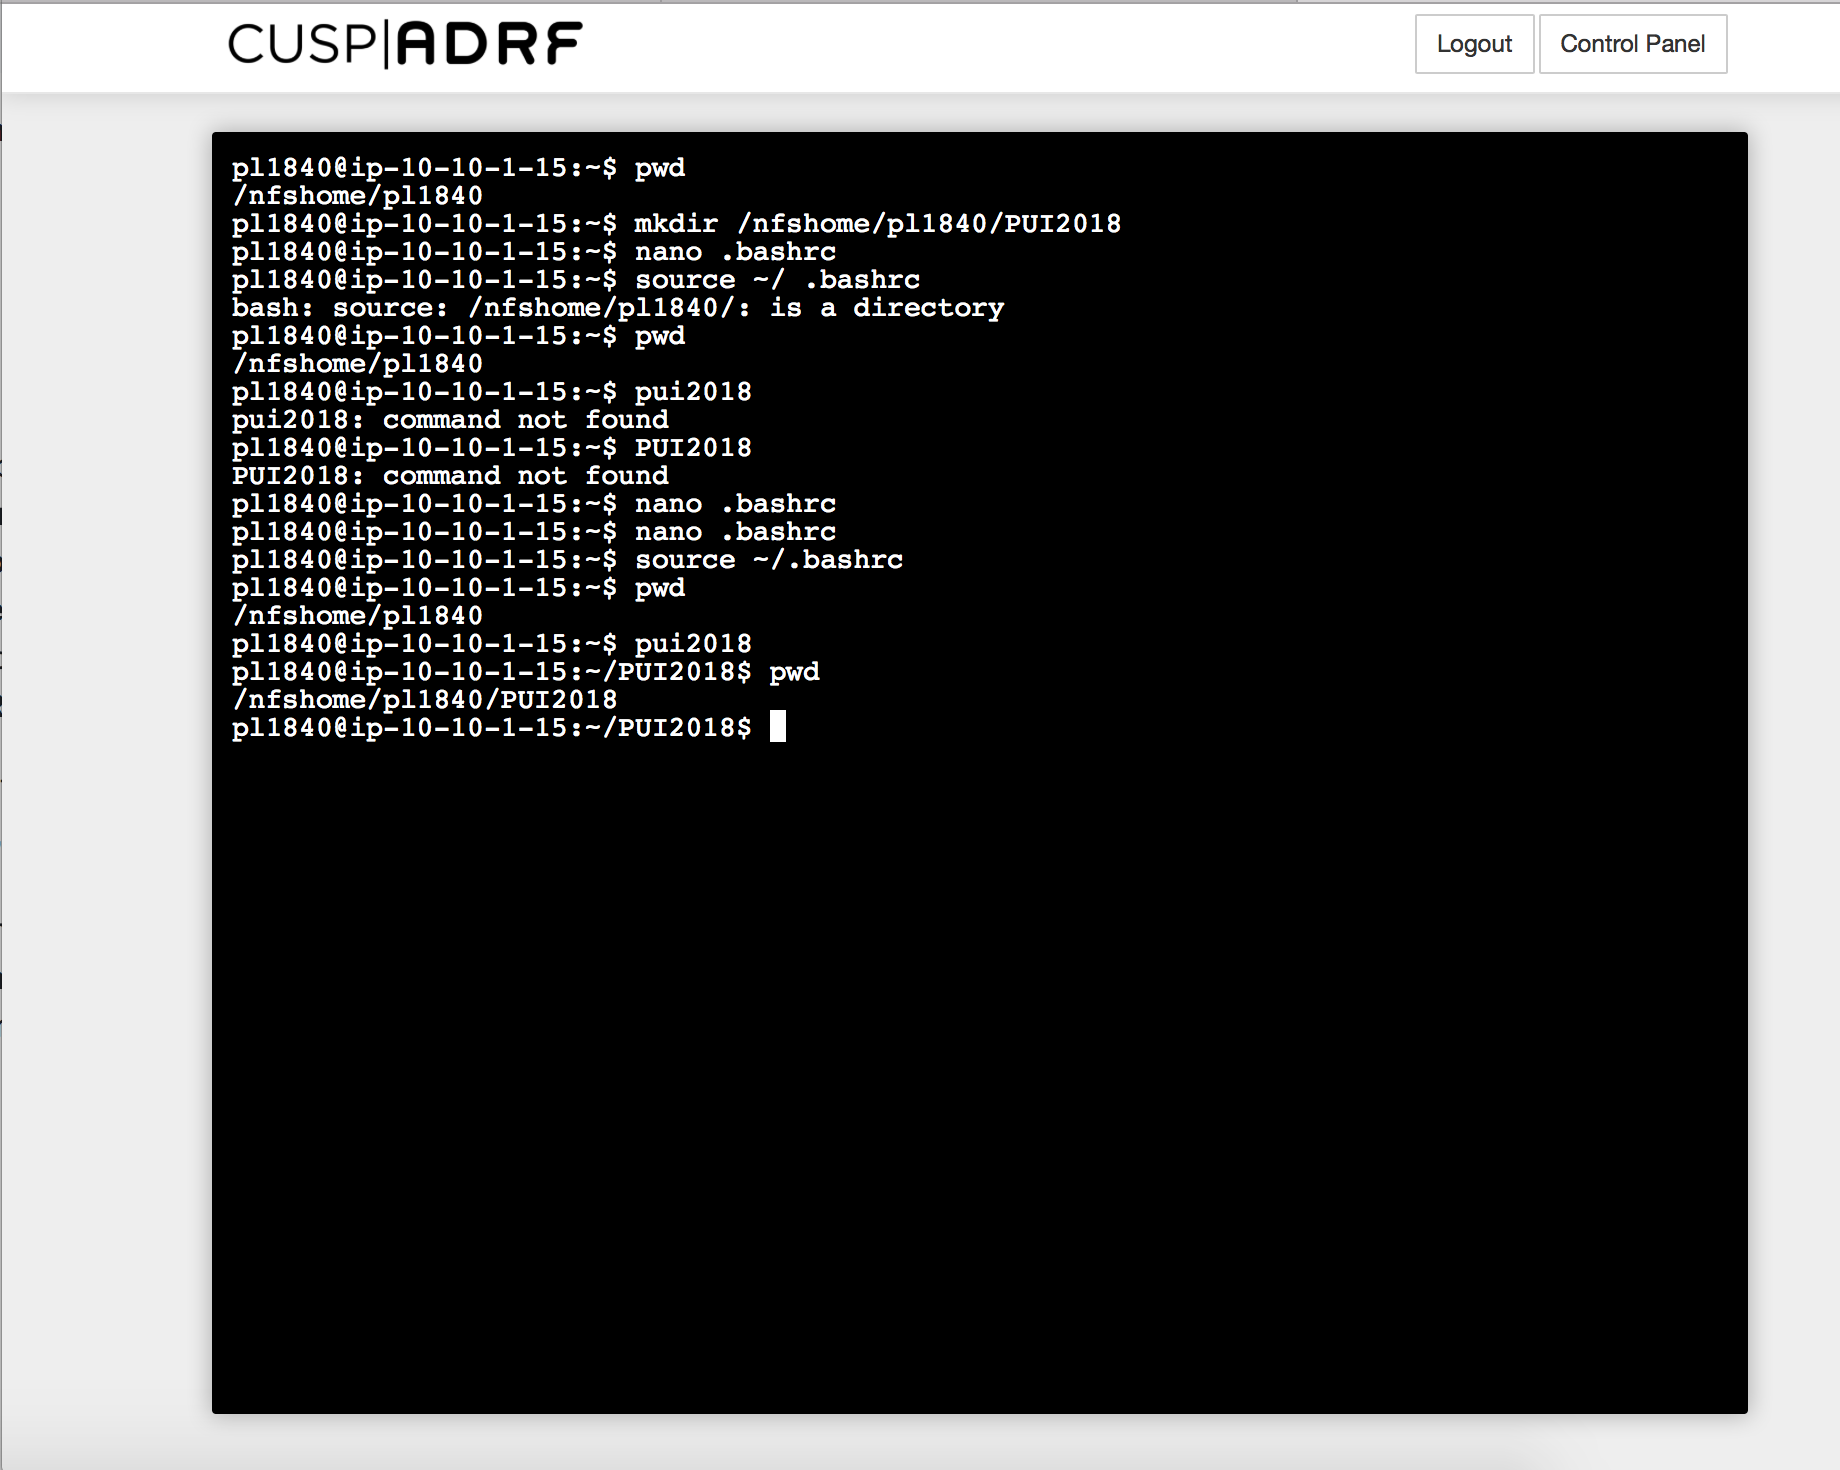 CUSP|ADRF
Logout
Control Panel
pl1840@ip-10-10-1-15:~$ pwd
/nfshome/pl1840
pl1840@ip-10-10-1-15:~$ mkdir /nfshome/pl1840/PUI2018
pl1840@ip-10-10-1-15:~$ nano .bashrc
pl1840@ip-10-10-1-15:~$ source ~/ .bashrc
bash: source: /nfshome/pl1840/: is a directory
pl1840@ip-10-10-1-15:~$ pwd
/nfshome/pl1840
pl1840@ip-10-10-1-15:~$ pui2018
pui2018: command not found
pl1840@ip-10-10-1-15:~$ PUI2018
PUI2018: command not found
pl1840@ip-10-10-1-15:~$ nano .bashrc
pl1840@ip-10-10-1-15:~$ nano .bashrc
pl1840@ip-10-10-1-15:~$ source ~/.bashrc
pl1840@ip-10-10-1-15:~$ pwd
/nfshome/pl1840
pl1840@ip-10-10-1-15:~$ pui2018
pl1840@ip-10-10-1-15:~/PUI2018$ pwd
/nfshome/pl1840/PUI2018
pl1840@ip-10-10-1-15:~/PUI2018$